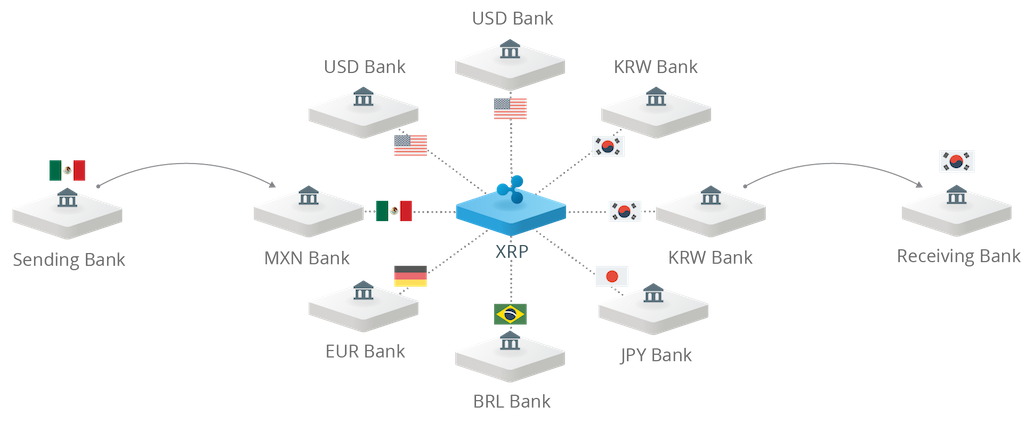 USD Bank
USD Bank
KRW Bank
Sending Bank
MXN Bank
XRP
KRW Bank
Receiving Bank
EUR Bank
JPY Bank
BRL Bank